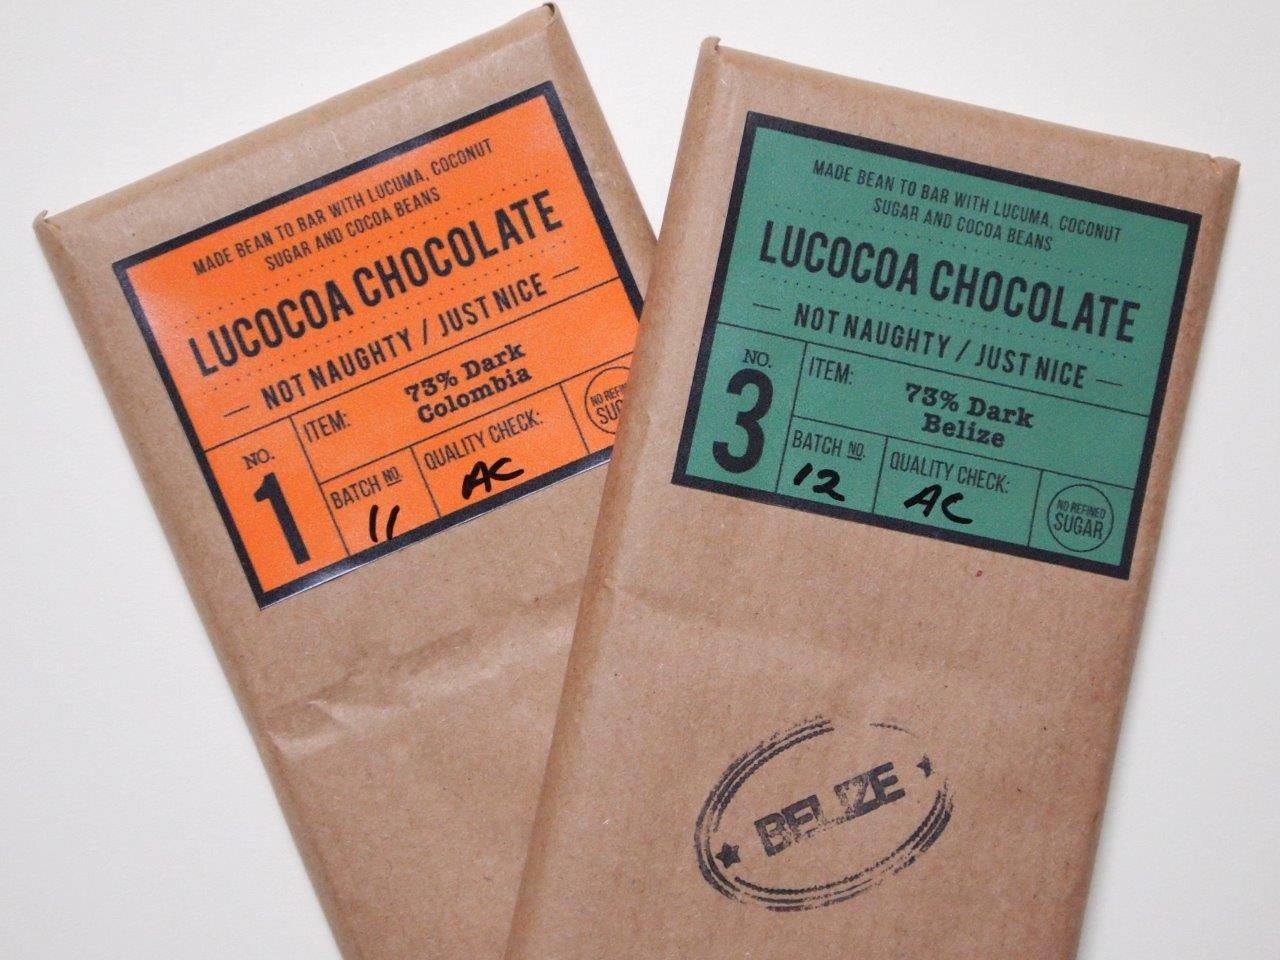 MADE BEAN TO BAR WITH LUCUMA, COCONUT
SUGAR AND COCOA BEANS
LUCOCOA CHOCOLATE
NOT NAUGHTY / JUST NICE
NO.
1
ITEM:
73% Dark
Colombia
BATCH NO.
11
QUALITY CHECK:
AC
MADE BEAN TO BAR WITH LUCUMA, COCONUT
SUGAR AND COCOA BEANS
LUCOCOA CHOCOLATE
NOT NAUGHTY / JUST NICE
NO.
3
ITEM:
73% Dark
Belize
BATCH NO.
12
QUALITY CHECK:
AC
NO REFINED
SUGAR
BELIZE